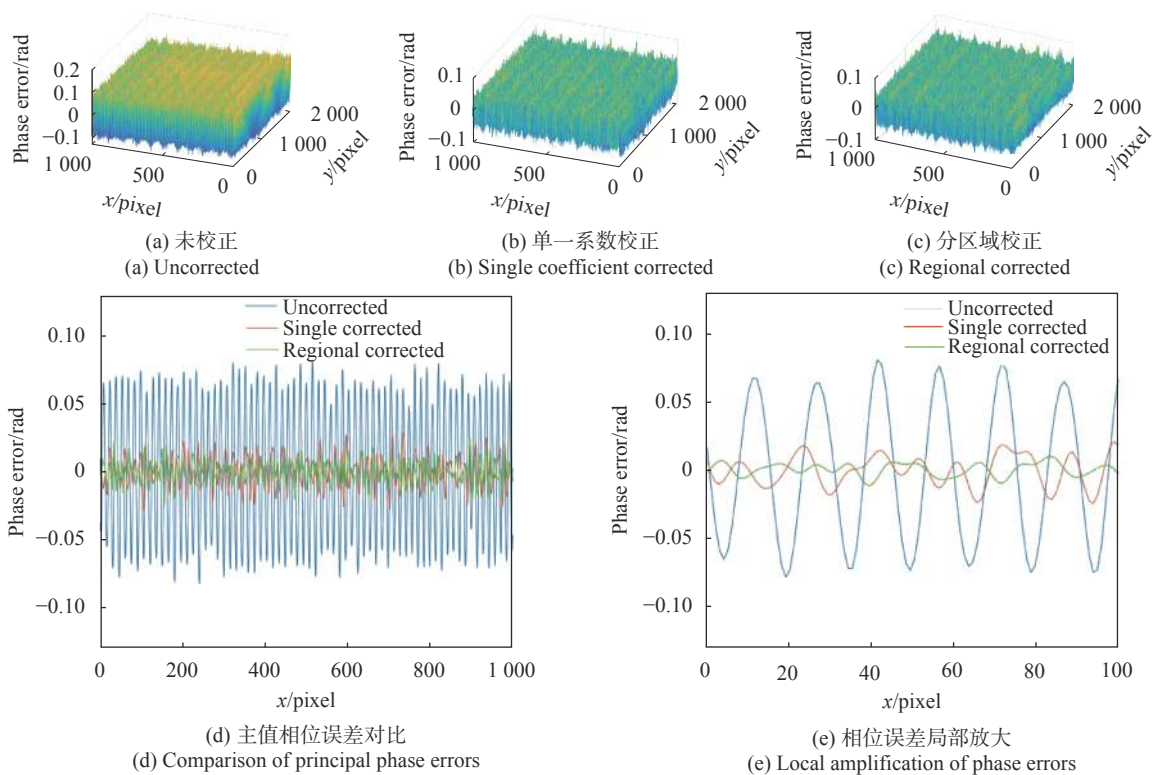 Phase error/rad
0.2
0.1
0
−0.1
1 000
500
0
x/pixel
0
1 000
2 000
y/pixel
(a) 未校正
(a) Uncorrected
Phase error/rad
0.1
0
−0.1
1 000
500
0
x/pixel
0
1 000
2 000
y/pixel
(b) 单一系数校正
(b) Single coefficient corrected
Phase error/rad
0.1
0
−0.1
1 000
500
0
x/pixel
0
1 000
2 000
y/pixel
(c) 分区域校正
(c) Regional corrected
Uncorrected
Single corrected
Regional corrected
Phase error/rad
0.10
0.05
0
−0.05
−0.10
0
200
400
600
800
1 000
x/pixel
(d) 主值相位误差对比
(d) Comparison of principal phase errors
Uncorrected
Single corrected
Regional corrected
Phase error/rad
0.10
0.05
0
−0.05
−0.10
0
20
40
60
80
100
x/pixel
(e) 相位误差局部放大
(e) Local amplification of phase errors